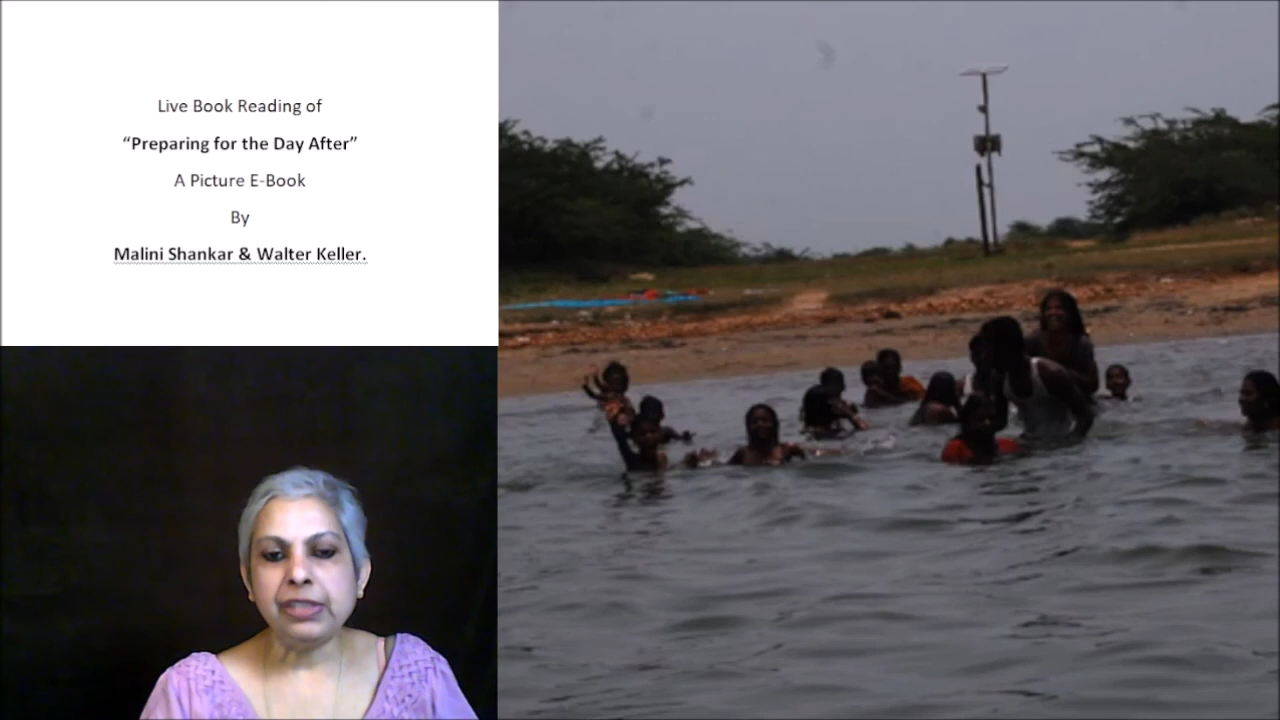 Live Book Reading of
“Preparing for the Day After”
A Picture E-Book
By
Malini Shankar & Walter Keller.